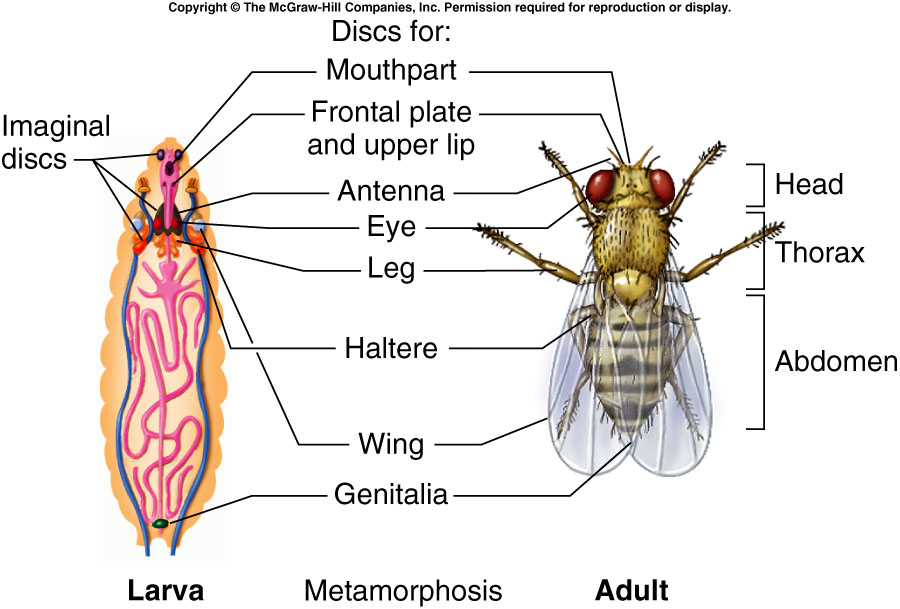 Copyright © The McGraw-Hill Companies, Inc. Permission required for reproduction or display.
Discs for:
Mouthpart
Frontal plate
and upper lip
Imaginal
discs
Antenna
Eye
Leg
Haltere
Wing
Genitalia
Head
Thorax
Abdomen
Larva
Metamorphosis
Adult